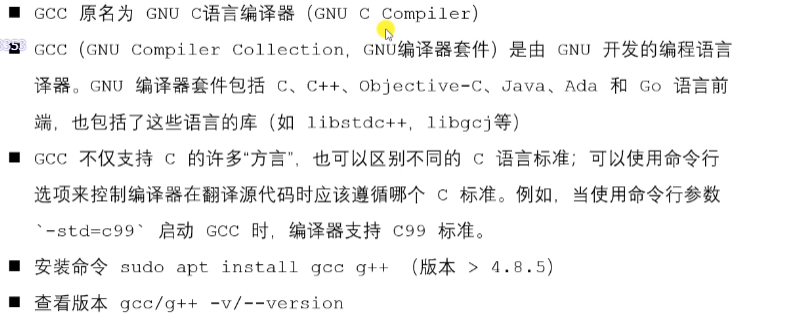 ■ GCC 原名为 GNU C语言编译器（GNU C Compiler）
■ GCC（GNU Compiler Collection，GNU编译器套件）是由 GNU 开发的编程语言
译器。GNU 编译器套件包括 C、C++、Objective-C、Java、Ada 和 Go 语言前
端，也包括了这些语言的库（如 libstdc++，libgcj等）
■ GCC 不仅支持 C 的许多“方言”，也可以区别不同的 C 语言标准；可以使用命令行
选项来控制编译器在翻译源代码时应该遵循哪个 C 标准。例如，当使用命令行参数
`-std=c99` 启动 GCC 时，编译器支持 C99 标准。
■ 安装命令 sudo apt install gcc g++ （版本 > 4.8.5）
■ 查看版本 gcc/g++ -v/--version